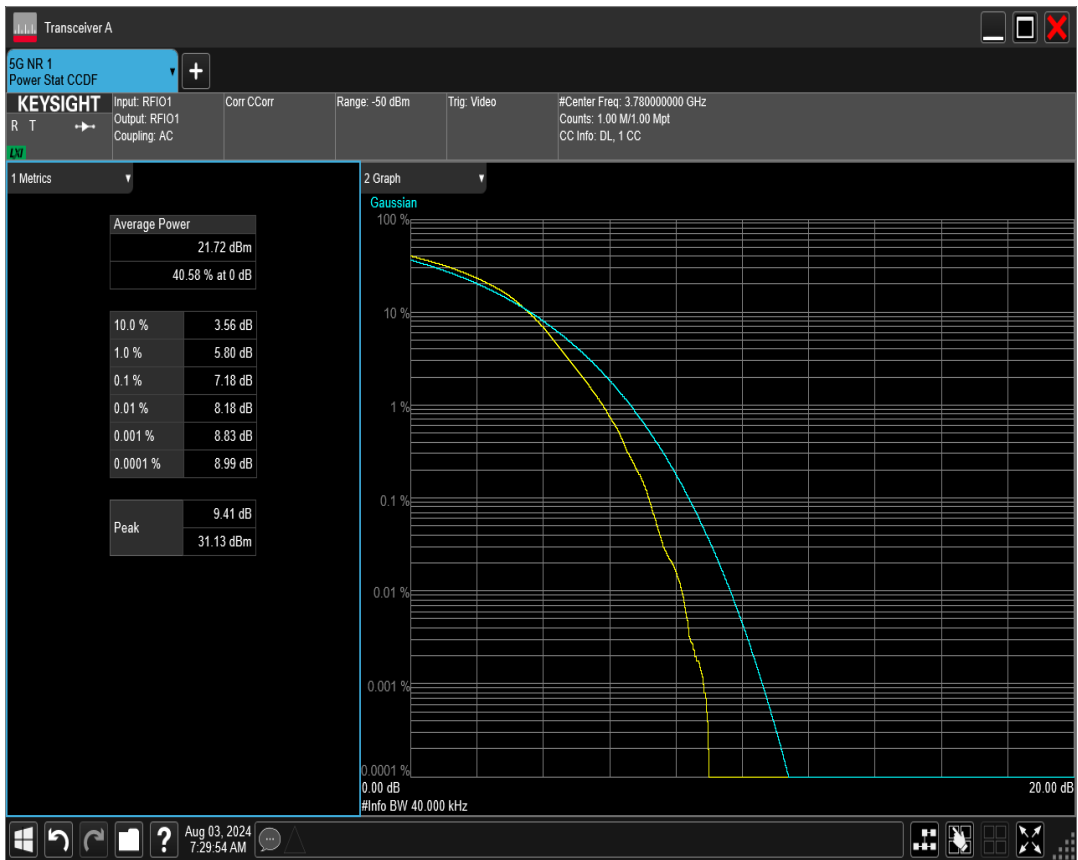 Transceiver A
5G NR 1
Power Stat CCDF
KEYSIGHT
R T
LXI
Input: RFIO1
Output: RFIO1
Coupling: AC
Corr CCorr
Range: -50 dBm
Trig: Video
#Center Freq: 3.780000000 GHz
Counts: 1.00 M/1.00 Mpt
CC Info: DL, 1 CC
1 Metrics
Average Power
21.72 dBm
40.58 % at 0 dB
10.0 % 3.56 dB
1.0 % 5.80 dB
0.1 % 7.18 dB
0.01 % 8.18 dB
0.001 % 8.83 dB
0.0001 % 8.99 dB
Peak
9.41 dB
31.13 dBm
2 Graph
Gaussian
100 %
10 %
1 %
0.1 %
0.01 %
0.001 %
0.0001 %
0.00 dB 20.00 dB
#Info BW 40.000 kHz
Aug 03, 2024
7:29:54 AM